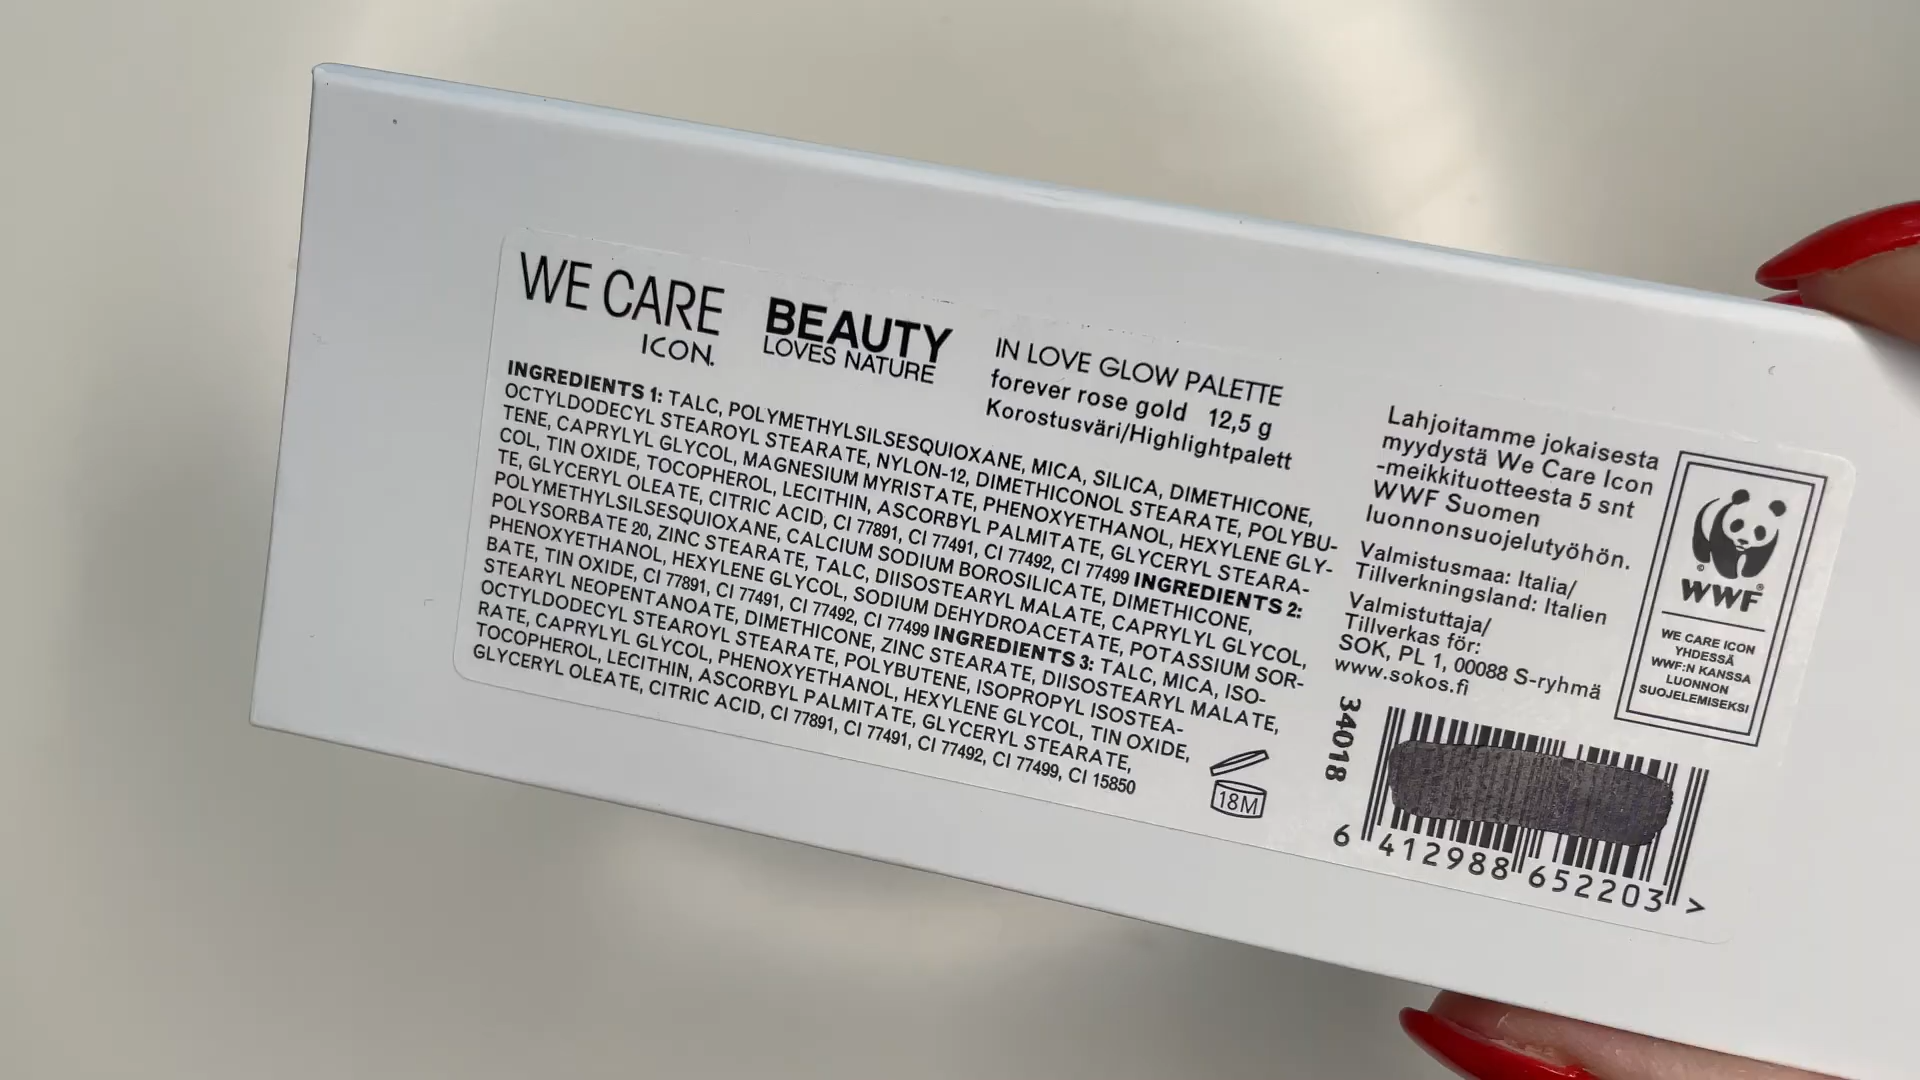 WE CARE
ICON.
BEAUTY
LOVES NATURE
IN LOVE GLOW PALETTE
forever rose gold 12,5 g
Korostusväri/Highlightpalett
INGREDIENTS 1: TALC, POLYMETHYLSILSESQUIOXANE, MICA, SILICA, DIMETHICONE,
OCTYLDODECYL STEAROYL STEARATE, NYLON-12, DIMETHICONOL STEARATE, POLYBU-
TENE, CAPRYLYL GLYCOL, MAGNESIUM MYRISTATE, PHENOXYETHANOL, HEXYLENE GLY-
COL, TIN OXIDE, TOCOPHEROL, LECITHIN, ASCORBYL PALMITATE, GLYCERYL STEARA-
TE, GLYCERYL OLEATE, CITRIC ACID, CI 77891, CI 77491, CI 77492, CI 77499 INGREDIENTS 2:
POLYMETHYLSILSESQUIOXANE, CALCIUM SODIUM BOROSILICATE, DIMETHICONE,
POLYSORBATE 20, ZINC STEARATE, TALC, DIISOSTEARYL MALATE, CAPRYLYL GLYCOL,
PHENOXYETHANOL, HEXYLENE GLYCOL, SODIUM DEHYDROACETATE, POTASSIUM SOR-
BATE, TIN OXIDE, CI 77891, CI 77491, CI 77492, CI 77499 INGREDIENTS 3: TALC, MICA, ISO-
STEARYL NEOPENTANOATE, DIMETHICONE, ZINC STEARATE, DIISOSTEARYL MALATE,
OCTYLDODECYL STEAROYL STEARATE, POLYBUTENE, ISOPROPYL ISOSTEA-
RATE, CAPRYLYL GLYCOL, PHENOXYETHANOL, HEXYLENE GLYCOL, TIN OXIDE,
TOCOPHEROL, LECITHIN, ASCORBYL PALMITATE, GLYCERYL STEARATE,
GLYCERYL OLEATE, CITRIC ACID, CI 77891, CI 77491, CI 77492, CI 77499, CI 15850
18M
Lahjoitamme jokaisesta
myydystä We Care Icon
-meikkituotteesta 5 snt
WWF Suomen
luonnonsuojelutyöhön.
Valmistusmaa: Italia/
Tillverkningsland: Italien
Valmistuttaja/
Tillverkas för:
SOK, PL 1, 00088 S-ryhmä
www.sokos.fi
© ®
WWF
WE CARE ICON
YHDESSÄ
WWF:N KANSSA
LUONNON
SUOJELEMISEKSI
34018
6 412988 652203 >